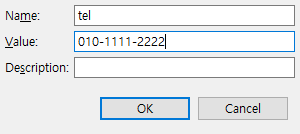 Name: tel
Value: 010-1111-2222
Description:
OK Cancel